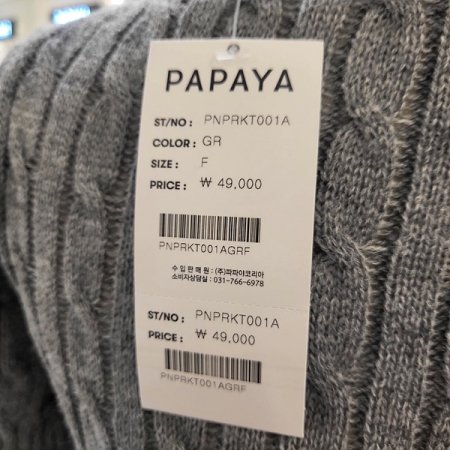 PAPAYA
ST/NO : PNPRKT001A
COLOR : GR
SIZE : F
PRICE : ₩ 49,000
PNPRKT001AGRF
수 입 판 매 원 : (주)파파야코리아
소비자상담실 : 031-766-6978
ST/NO : PNPRKT001A
PRICE : ₩ 49,000
PNPRKT001AGRF